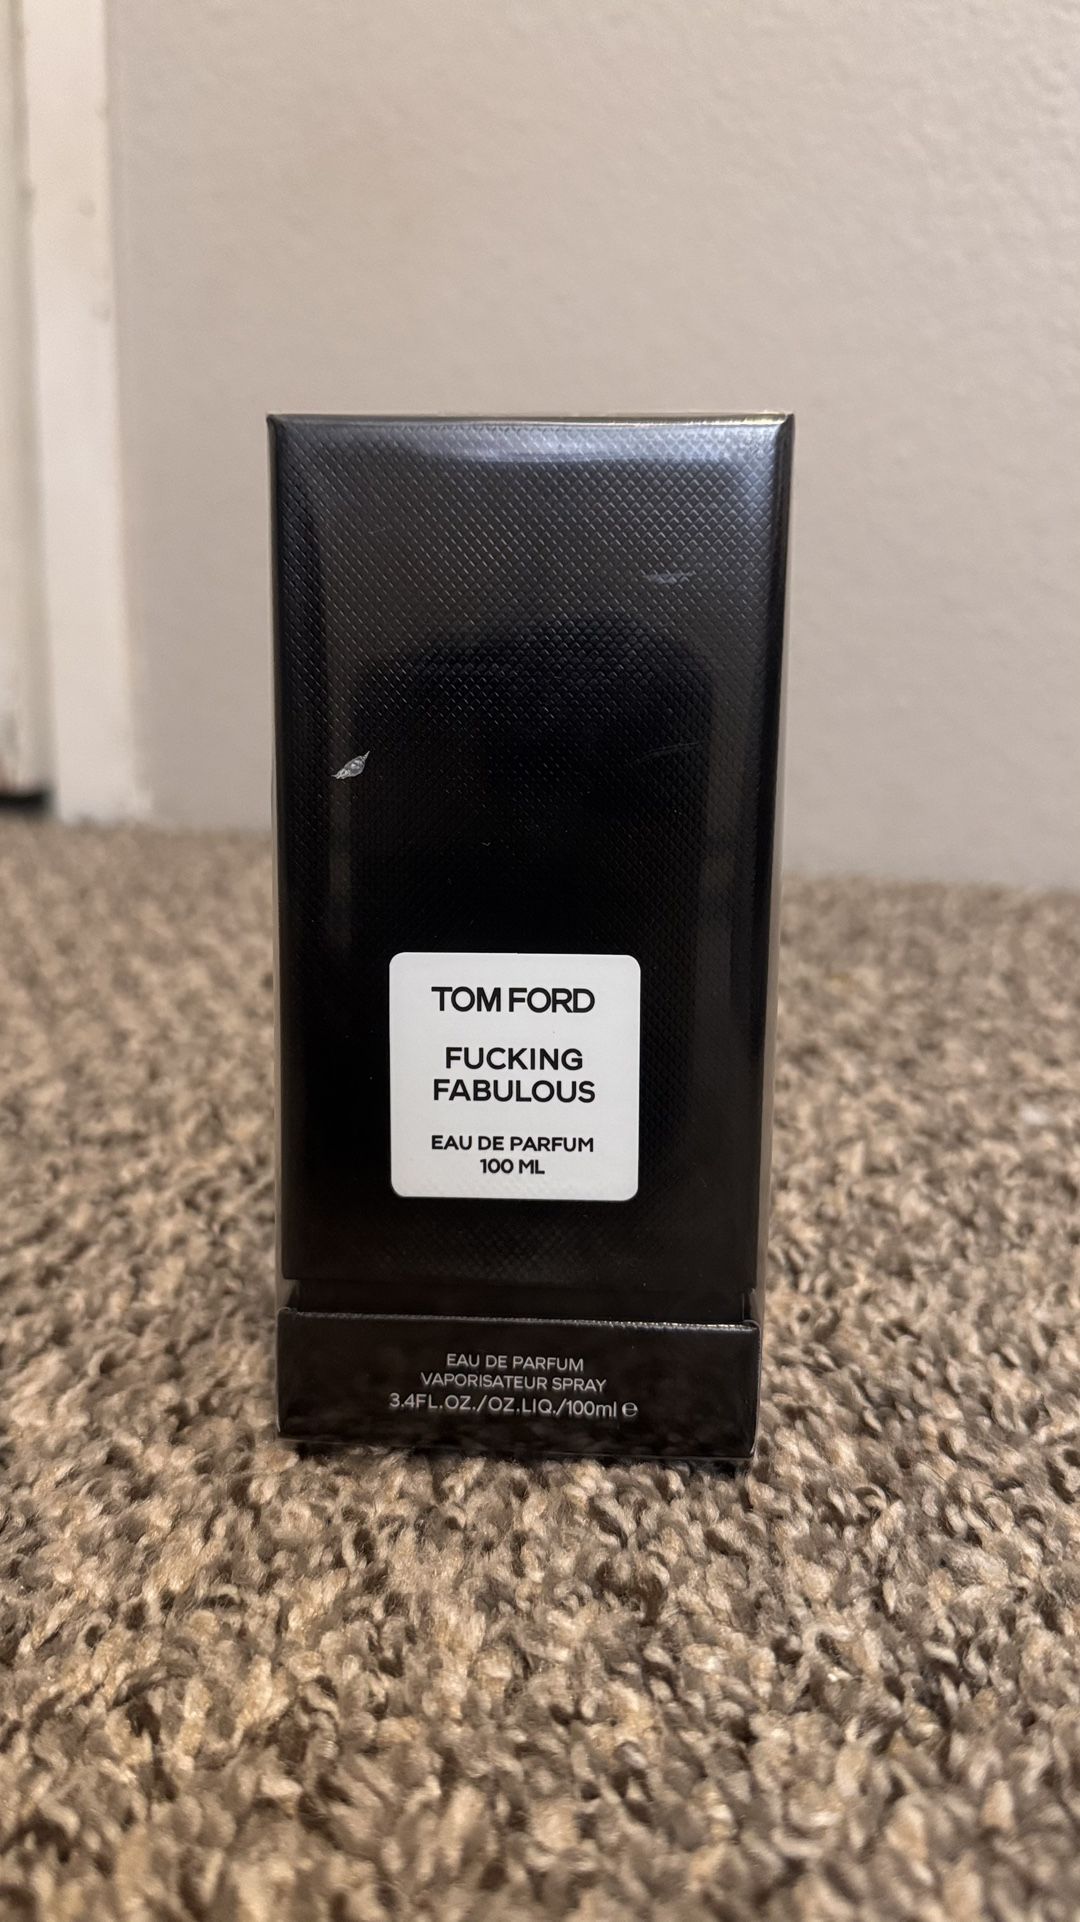 TOM FORD
FUCKING
FABULOUS
EAU DE PARFUM
100 ML
EAU DE PARFUM
VAPORISATEUR SPRAY
3.4FL.OZ./OZ.LIQ./100ml ℮